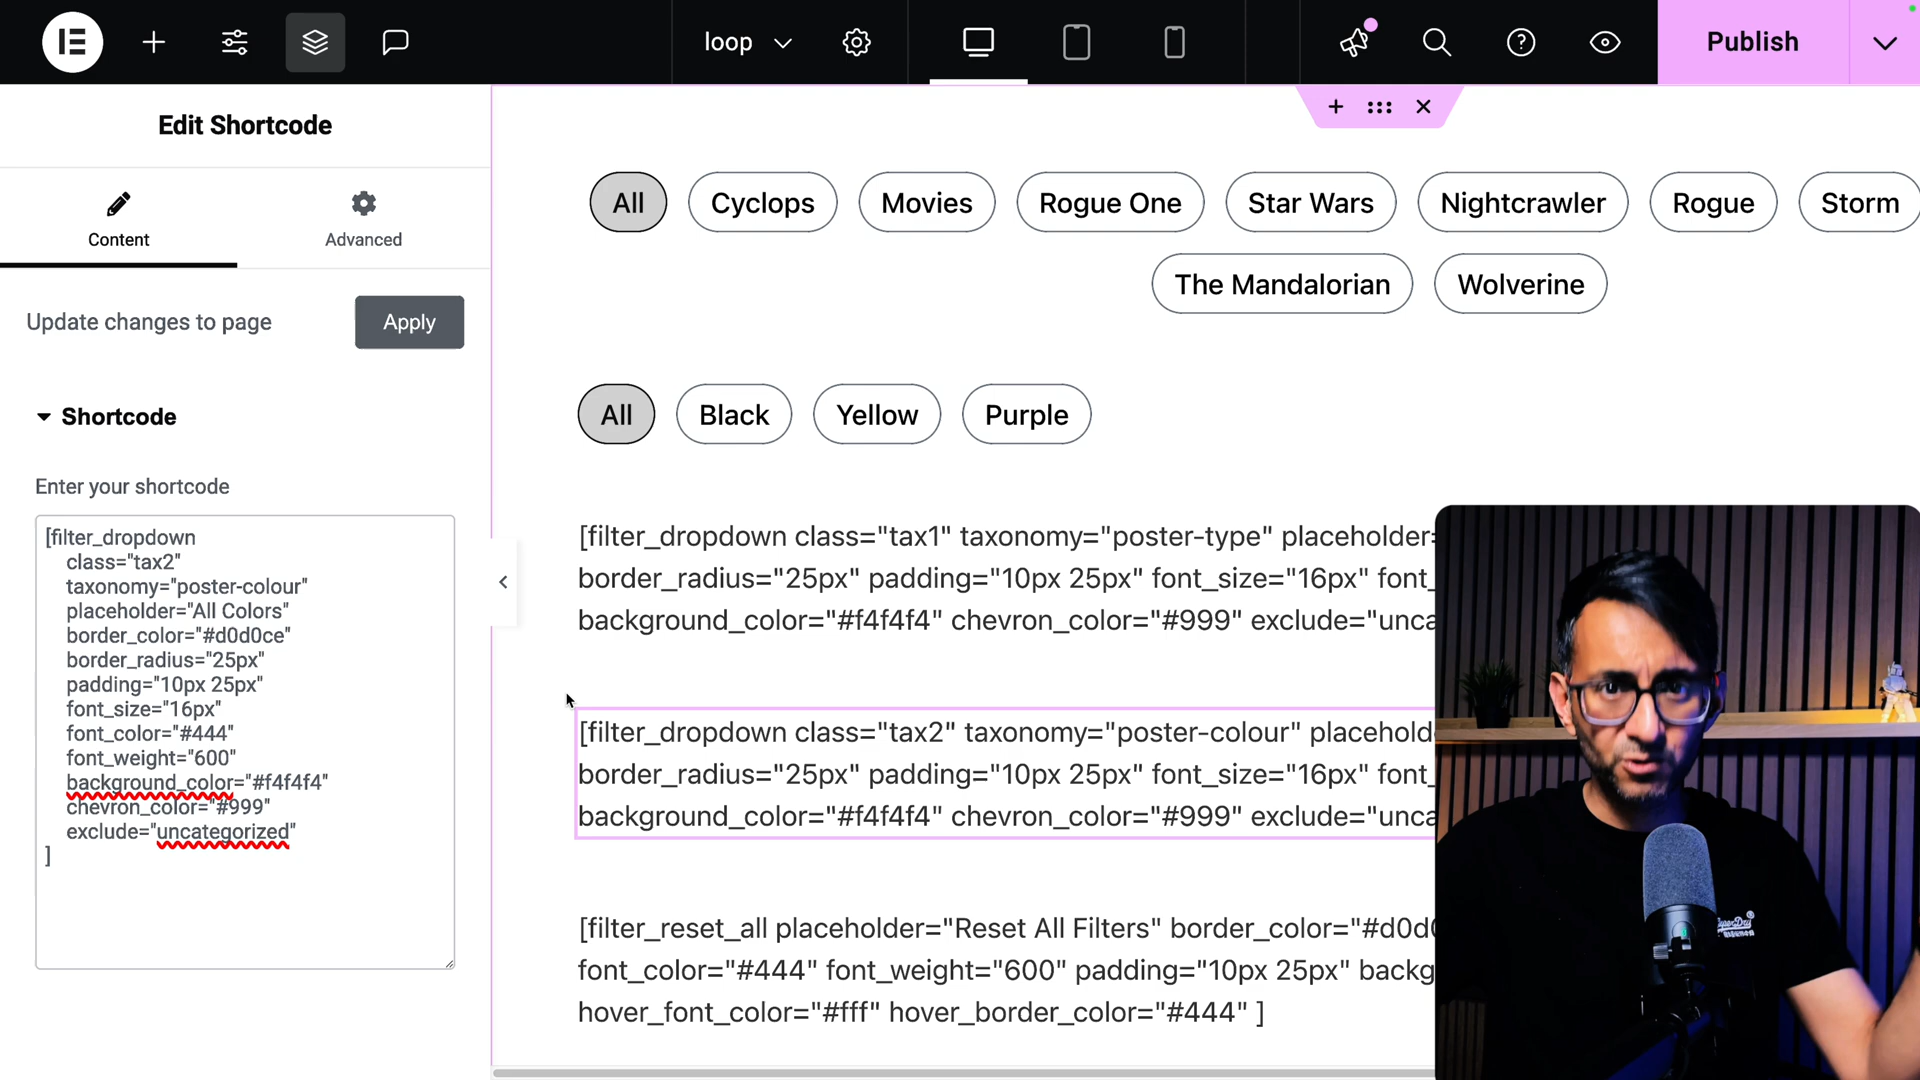 loop
Publish
Edit Shortcode
Content
Advanced
Update changes to page
Apply
Shortcode
Enter your shortcode
[filter_dropdown
class="tax2"
taxonomy="poster-colour"
placeholder="All Colors"
border_color="#d0d0ce"
border_radius="25px"
padding="10px 25px"
font_size="16px"
font_color="#444"
font_weight="600"
background_color="#f4f4f4"
chevron_color="#999"
exclude="uncategorized"
]
All Cyclops Movies Rogue One Star Wars Nightcrawler Rogue Storm
The Mandalorian Wolverine
All Black Yellow Purple
[filter_dropdown class="tax1" taxonomy="poster-type" placeholder=
border_radius="25px" padding="10px 25px" font_size="16px" font_
background_color="#f4f4f4" chevron_color="#999" exclude="unca
[filter_dropdown class="tax2" taxonomy="poster-colour" placehold
border_radius="25px" padding="10px 25px" font_size="16px" font_
background_color="#f4f4f4" chevron_color="#999" exclude="unca
[filter_reset_all placeholder="Reset All Filters" border_color="#d0d
font_color="#444" font_weight="600" padding="10px 25px" backg
hover_font_color="#fff" hover_border_color="#444" ]